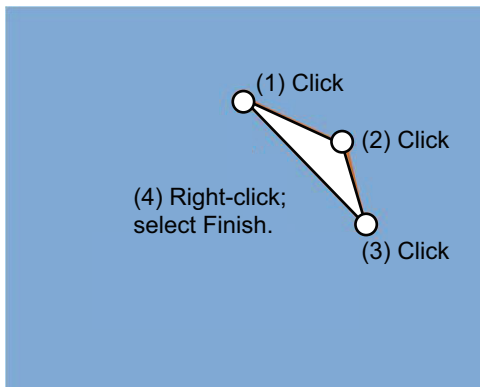 (1) Click
(2) Click
(4) Right-click;
select Finish.
(3) Click